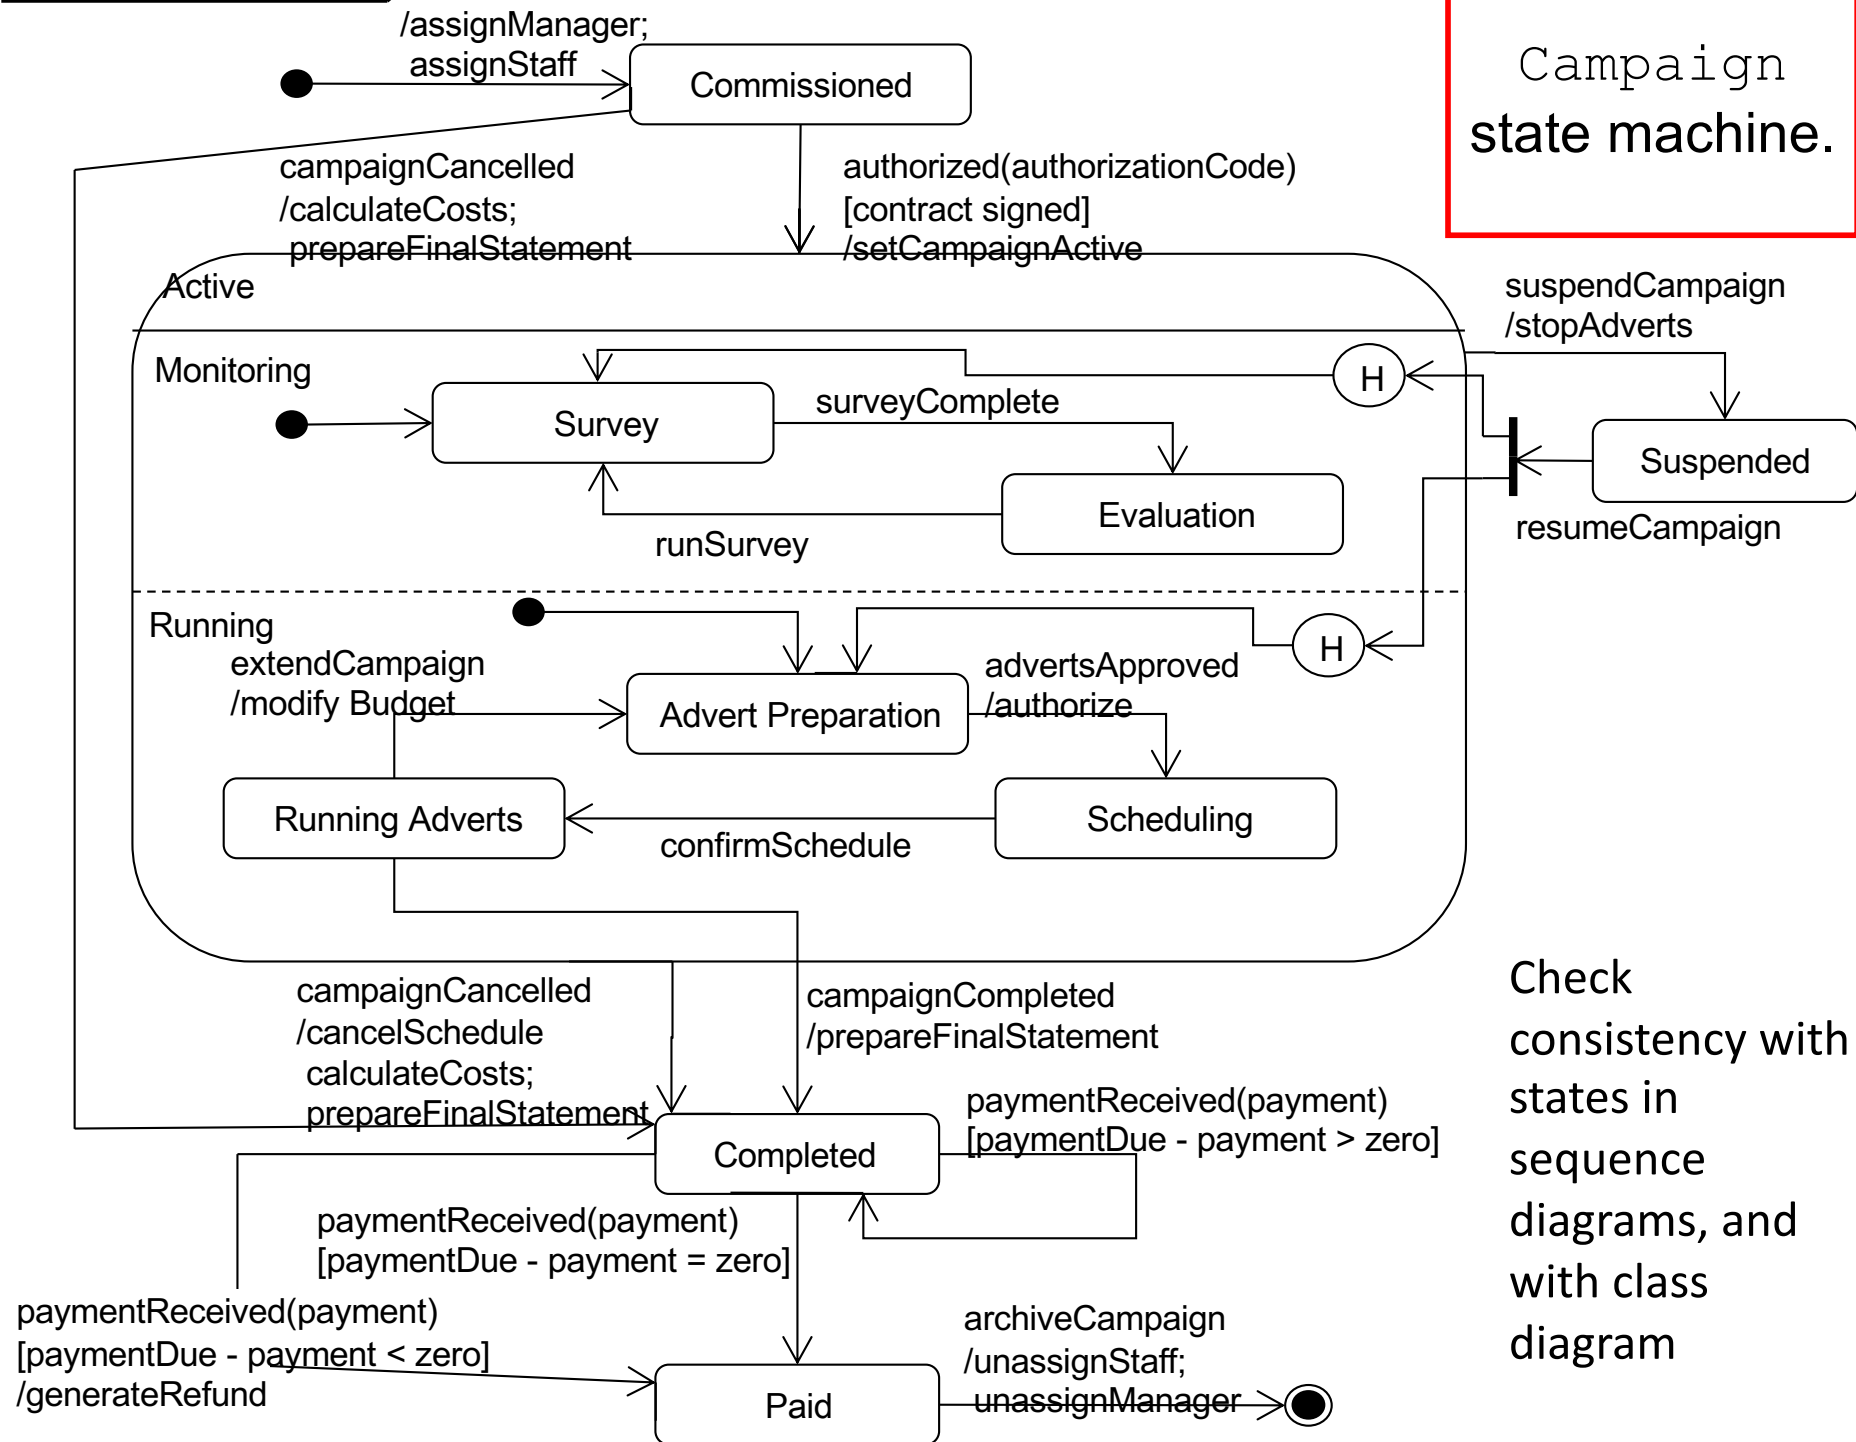 /assignManager;
assignStaff
Commissioned
Campaign
state machine.
campaignCancelled
/calculateCosts;
prepareFinalStatement
authorized(authorizationCode)
[contract signed]
/setCampaignActive
Active
suspendCampaign
/stopAdverts
Monitoring
H
Survey
surveyComplete
Suspended
Evaluation
runSurvey
resumeCampaign
Running
H
extendCampaign
/modify Budget
Advert Preparation
advertsApproved
/authorize
Running Adverts
Scheduling
confirmSchedule
campaignCancelled
/cancelSchedule
calculateCosts;
prepareFinalStatement
campaignCompleted
/prepareFinalStatement
Check
consistency with
states in
sequence
diagrams, and
with class
diagram
Completed
paymentReceived(payment)
[paymentDue - payment > zero]
paymentReceived(payment)
[paymentDue - payment = zero]
paymentReceived(payment)
[paymentDue - payment < zero]
/generateRefund
Paid
archiveCampaign
/unassignStaff;
unassignManager